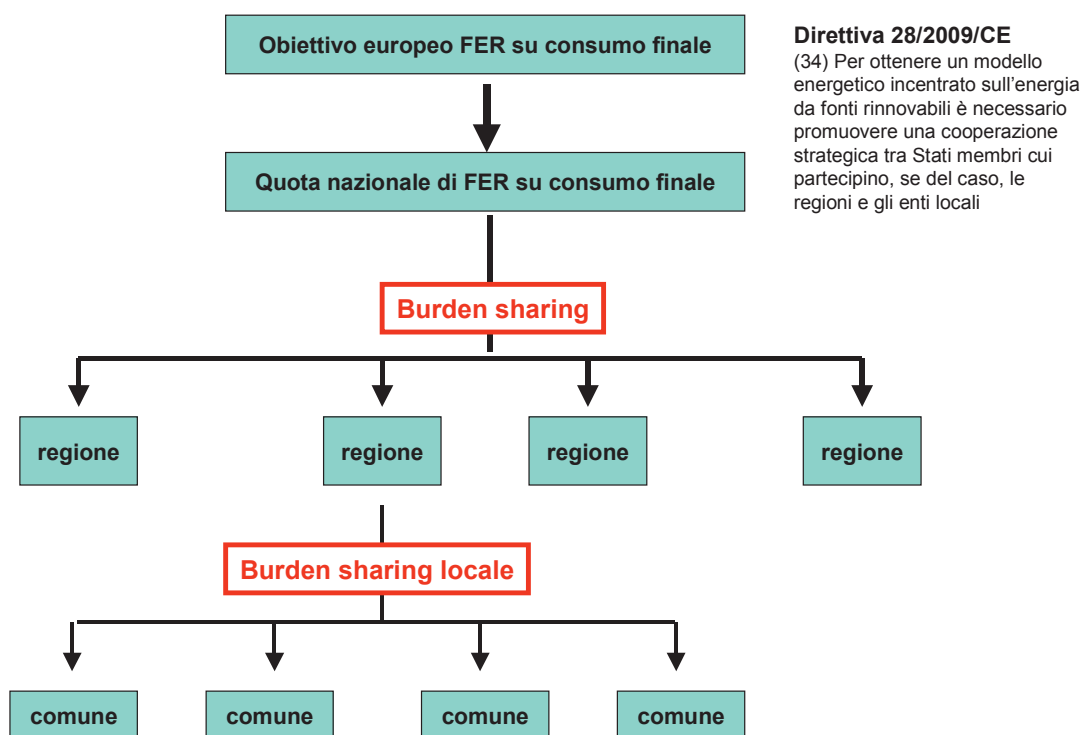 Obiettivo europeo FER su consumo finale
Direttiva 28/2009/CE
(34) Per ottenere un modello
energetico incentrato sull’energia
da fonti rinnovabili è necessario
promuovere una cooperazione
strategica tra Stati membri cui
partecipino, se del caso, le
regioni e gli enti locali
Quota nazionale di FER su consumo finale
Burden sharing
regione
regione
regione
regione
Burden sharing locale
comune
comune
comune
comune